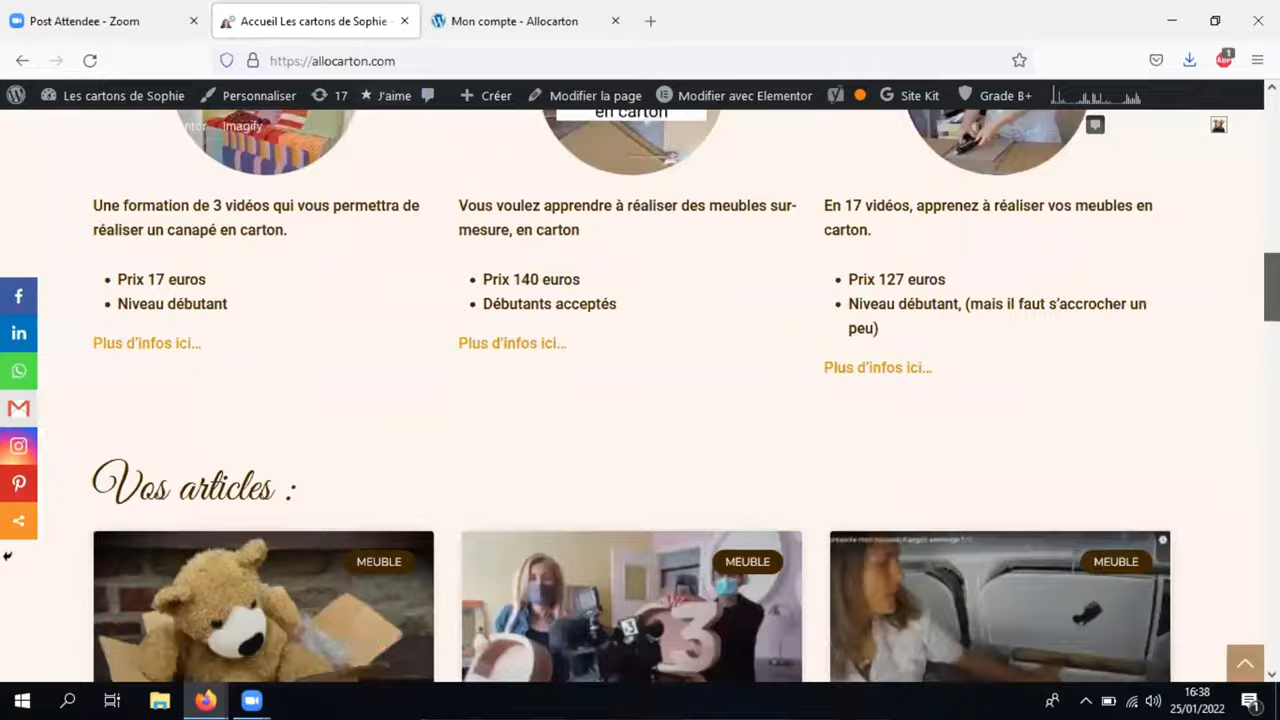 Post Attendee - Zoom
Accueil Les cartons de Sophie -
Mon compte - Allocarton
https://allocarton.com
1
Les cartons de Sophie
Personnaliser
17
J'aime
Créer
Modifier la page
Modifier avec Elementor
Site Kit
Grade B+
Imagify
en carton
Une formation de 3 vidéos qui vous permettra de
réaliser un canapé en carton.
• Prix 17 euros
• Niveau débutant
Plus d'infos ici…
Vous voulez apprendre à réaliser des meubles sur-
mesure, en carton
• Prix 140 euros
• Débutants acceptés
Plus d'infos ici…
En 17 vidéos, apprenez à réaliser vos meubles en
carton.
• Prix 127 euros
• Niveau débutant, (mais il faut s'accrocher un
peu)
Plus d'infos ici…
Vos articles :
MEUBLE
MEUBLE
MEUBLE
16:38
25/01/2022
1